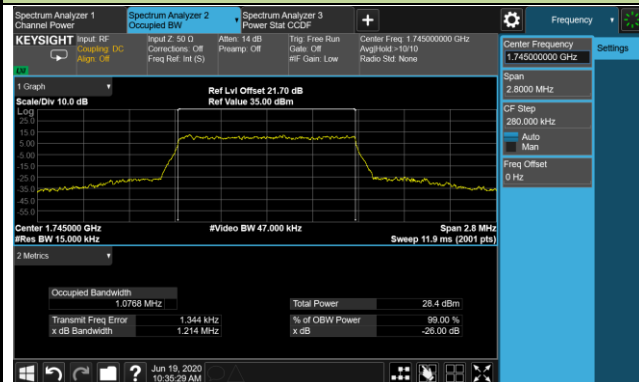 Spectrum Analyzer 1
Channel Power
Spectrum Analyzer 2
Occupied BW
Spectrum Analyzer 3
Power Stat CCDF
Frequency
KEYSIGHT
Input: RF
Coupling: DC
Align: Off
Input Z: 50 Ω
Corrections: Off
Freq Ref: Int (S)
Atten: 14 dB
Preamp: Off
Trig: Free Run
Gate: Off
#IF Gain: Low
Center Freq: 1.745000000 GHz
Avg|Hold >10/10
Radio Std: None
Center Frequency
1.745000000 GHz
Settings
Span
2.8000 MHz
CF Step
280.000 kHz
Auto
Man
Freq Offset
0 Hz
1 Graph
Scale/Div 10.0 dB
Ref Lvl Offset 21.70 dB
Ref Value 35.00 dBm
Log
25.0
15.0
5.00
-5.00
-15.0
-25.0
-35.0
-45.0
-55.0
Center 1.745000 GHz
#Res BW 15.000 kHz
#Video BW 47.000 kHz
Span 2.8 MHz
Sweep 11.9 ms (2001 pts)
2 Metrics
Occupied Bandwidth
1.0768 MHz
Total Power 28.4 dBm
Transmit Freq Error 1.344 kHz
% of OBW Power 99.00 %
x dB Bandwidth 1.214 MHz
x dB -26.00 dB
Jun 19, 2020
10:35:29 AM